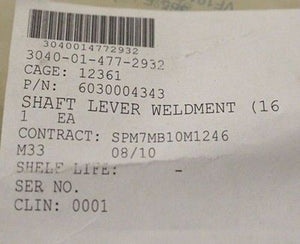 3040014772932
3040-01-477-2932
CAGE: 12361
P/N: 6030004343
SHAFT LEVER WELDMENT (16
1 EA
CONTRACT: SPM7MB10M1246
M33 08/10
SHELF LIFE: -
SER NO.
CLIN: 0001